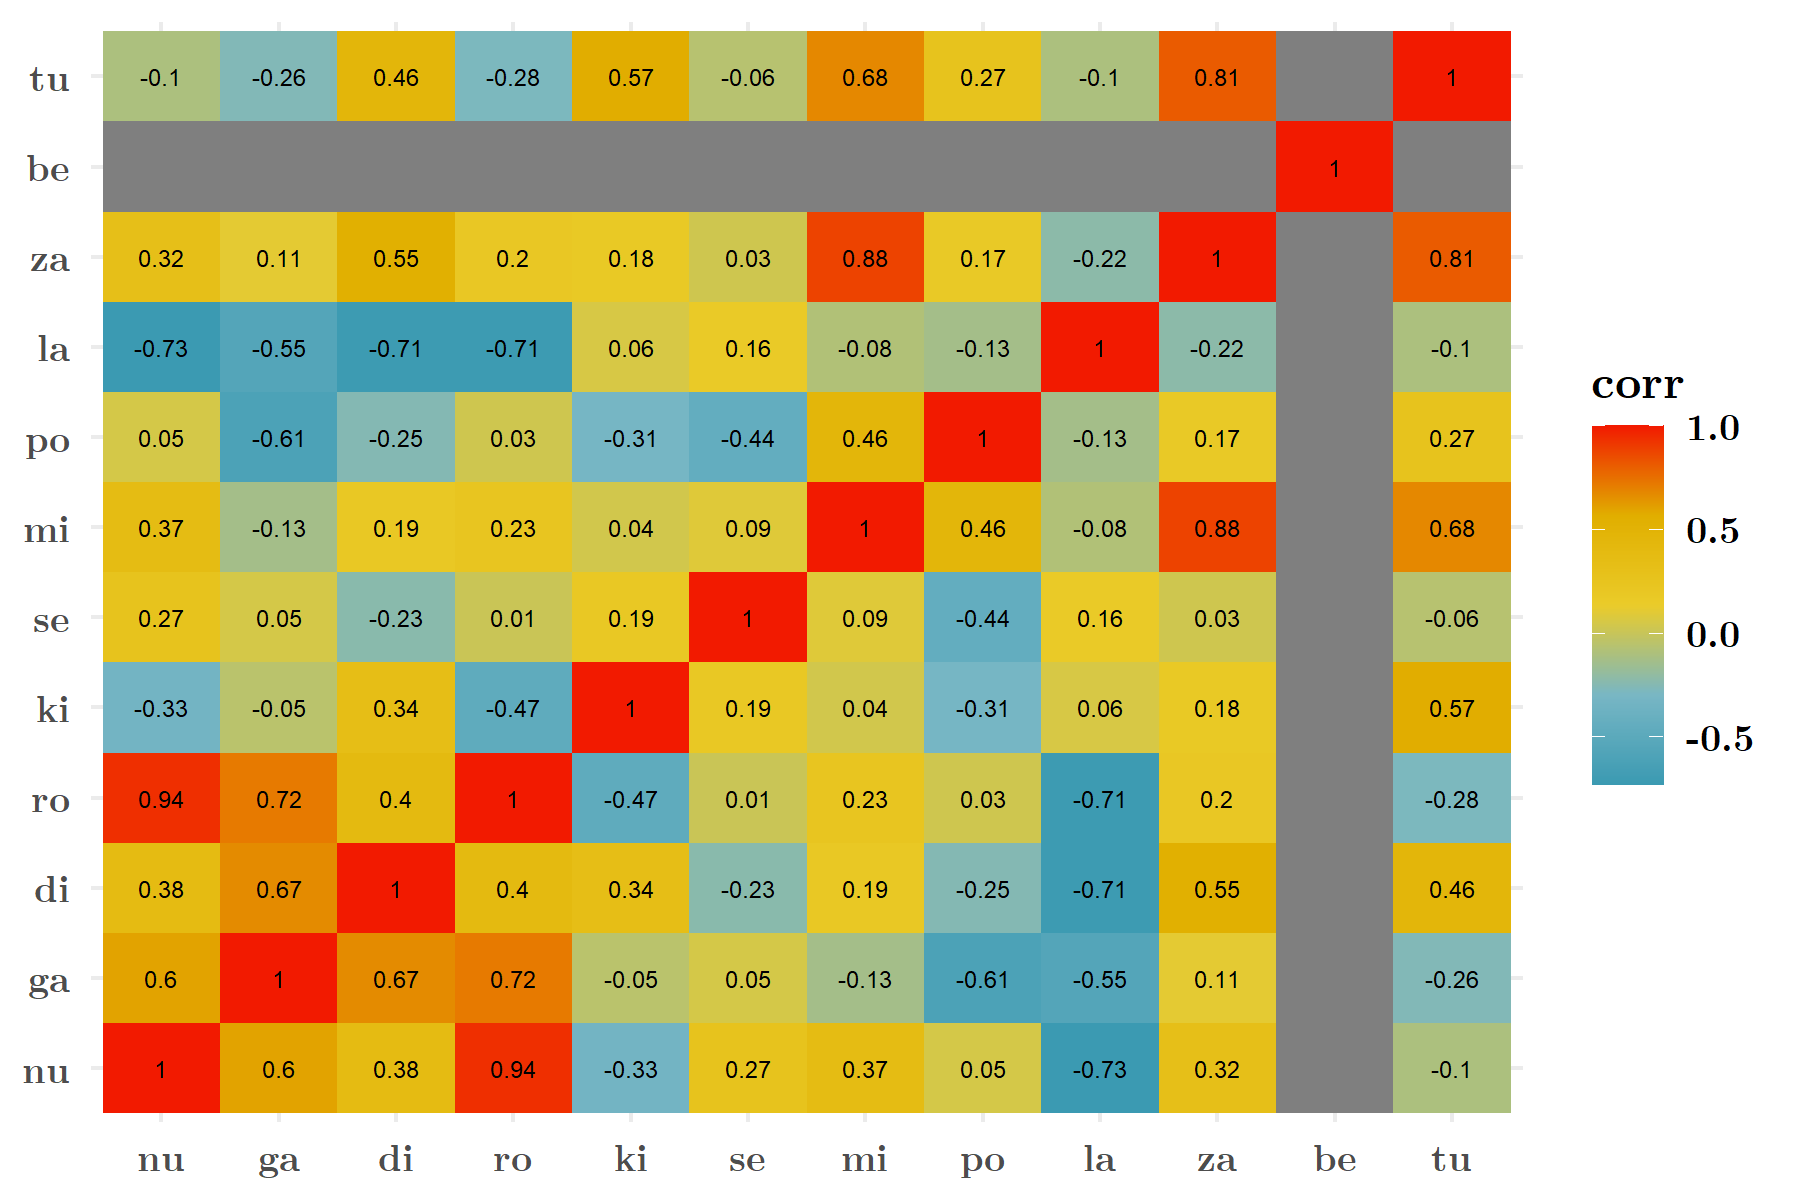 tu -0.1 -0.26 0.46 -0.28 0.57 -0.06 0.68 0.27 -0.1 0.81 1
be 1
za 0.32 0.11 0.55 0.2 0.18 0.03 0.88 0.17 -0.22 1 0.81
la -0.73 -0.55 -0.71 -0.71 0.06 0.16 -0.08 -0.13 1 -0.22 -0.1
po 0.05 -0.61 -0.25 0.03 -0.31 -0.44 0.46 1 -0.13 0.17 0.27
mi 0.37 -0.13 0.19 0.23 0.04 0.09 1 0.46 -0.08 0.88 0.68
se 0.27 0.05 -0.23 0.01 0.19 1 0.09 -0.44 0.16 0.03 -0.06
ki -0.33 -0.05 0.34 -0.47 1 0.19 0.04 -0.31 0.06 0.18 0.57
ro 0.94 0.72 0.4 1 -0.47 0.01 0.23 0.03 -0.71 0.2 -0.28
di 0.38 0.67 1 0.4 0.34 -0.23 0.19 -0.25 -0.71 0.55 0.46
ga 0.6 1 0.67 0.72 -0.05 0.05 -0.13 -0.61 -0.55 0.11 -0.26
nu 1 0.6 0.38 0.94 -0.33 0.27 0.37 0.05 -0.73 0.32 -0.1
nu ga di ro ki se mi po la za be tu
corr
1.0
0.5
0.0
-0.5